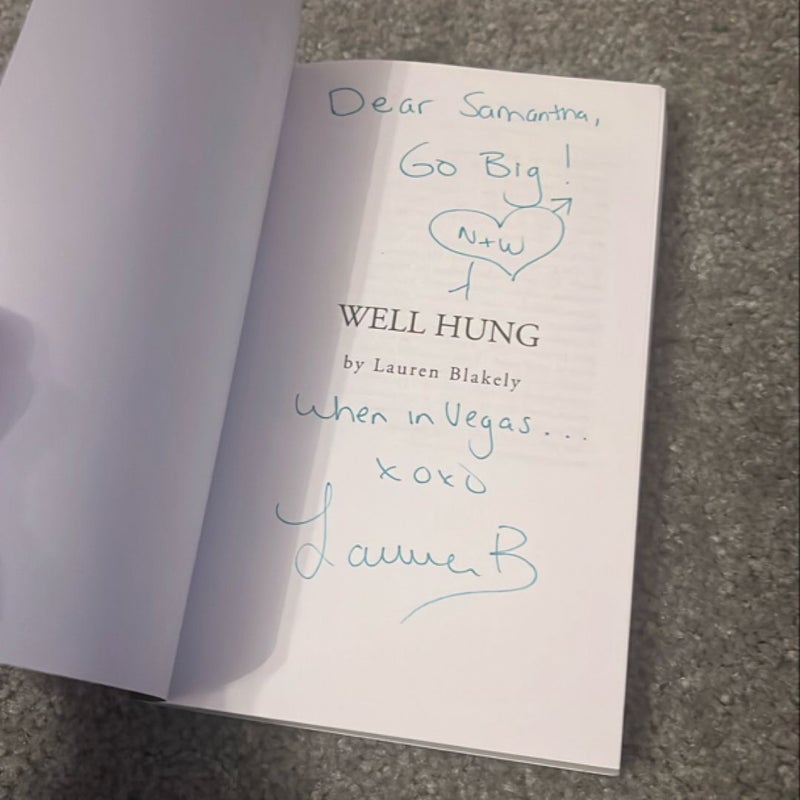 Dear Samantha,
Go Big!
N+W
WELL HUNG
by Lauren Blakely
When in Vegas...
xoxo
Lauren B